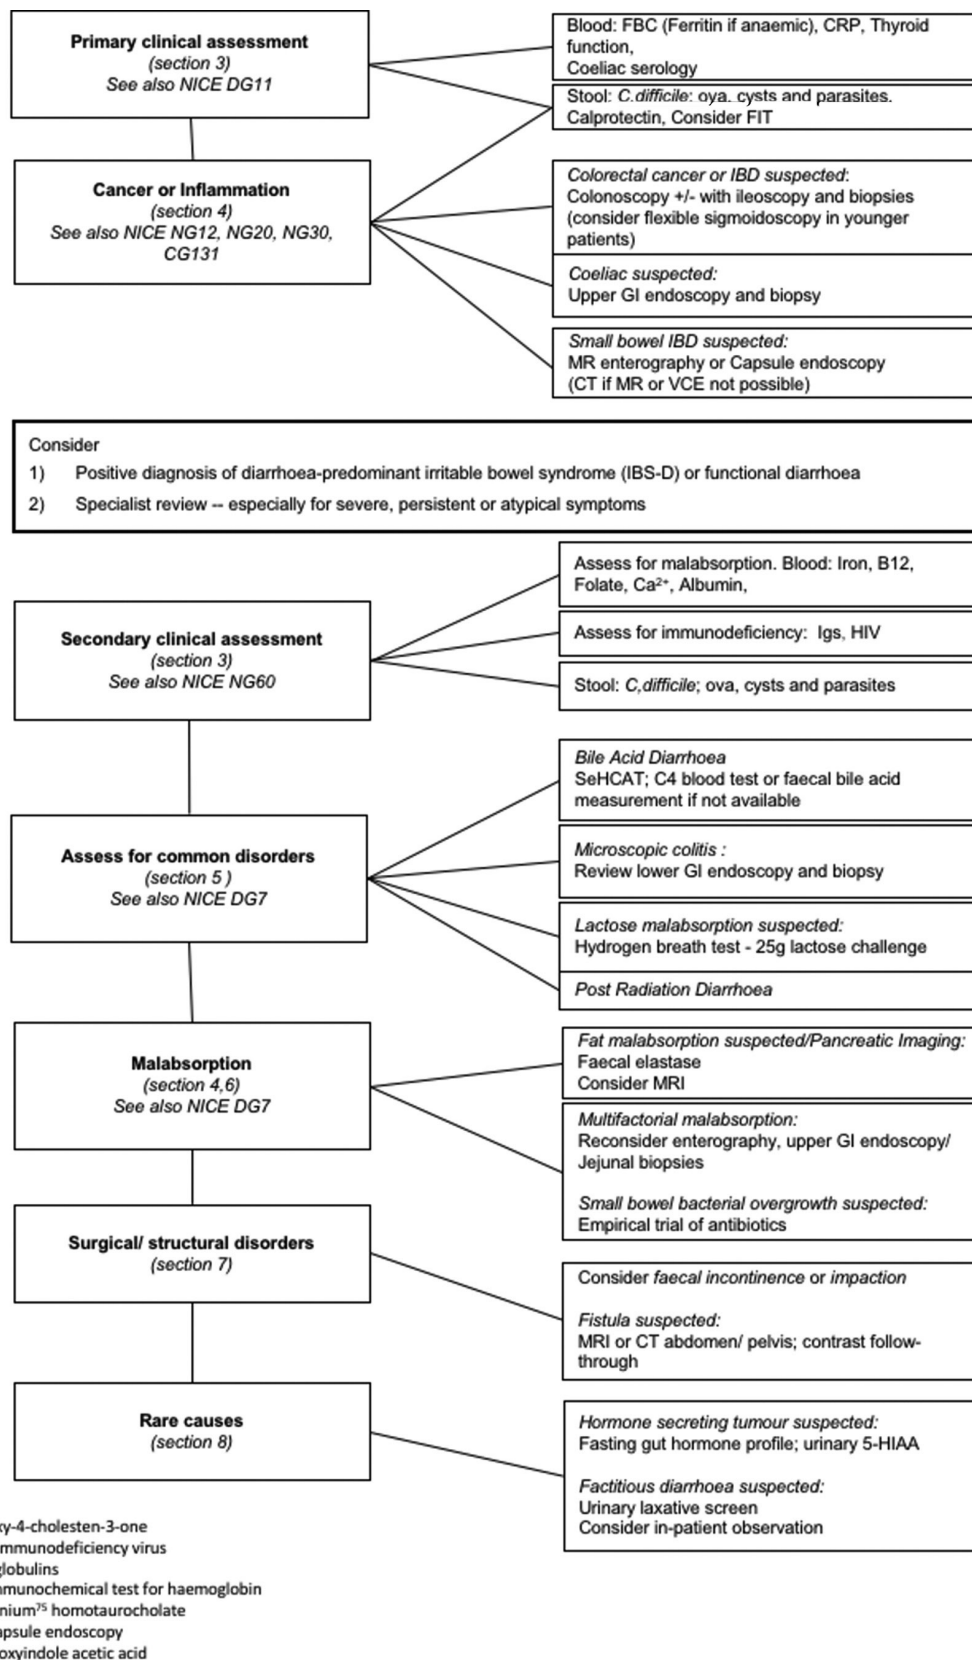 Primary clinical assessment
(section 3)
See also NICE DG11
Blood: FBC (Ferritin if anaemic), CRP, Thyroid
function,
Coeliac serology
Stool: C.difficile: ova, cysts and parasites.
Calprotectin, Consider FIT
Cancer or Inflammation
(section 4)
See also NICE NG12, NG20, NG30,
CG131
Colorectal cancer or IBD suspected:
Colonoscopy +/- with ileoscopy and biopsies
(consider flexible sigmoidoscopy in younger
patients)
Coeliac suspected:
Upper GI endoscopy and biopsy
Small bowel IBD suspected:
MR enterography or Capsule endoscopy
(CT if MR or VCE not possible)
Consider
1) Positive diagnosis of diarrhoea-predominant irritable bowel syndrome (IBS-D) or functional diarrhoea
2) Specialist review -- especially for severe, persistent or atypical symptoms
Secondary clinical assessment
(section 3)
See also NICE NG60
Assess for malabsorption. Blood: Iron, B12,
Folate, Ca²⁺, Albumin,
Assess for immunodeficiency: Igs, HIV
Stool: C,difficile; ova, cysts and parasites
Assess for common disorders
(section 5 )
See also NICE DG7
Bile Acid Diarrhoea
SeHCAT; C4 blood test or faecal bile acid
measurement if not available
Microscopic colitis :
Review lower GI endoscopy and biopsy
Lactose malabsorption suspected:
Hydrogen breath test - 25g lactose challenge
Post Radiation Diarrhoea
Malabsorption
(section 4,6)
See also NICE DG7
Fat malabsorption suspected/Pancreatic Imaging:
Faecal elastase
Consider MRI
Multifactorial malabsorption:
Reconsider enterography, upper GI endoscopy/
Jejunal biopsies
Small bowel bacterial overgrowth suspected:
Empirical trial of antibiotics
Surgical/ structural disorders
(section 7)
Consider faecal incontinence or impaction
Fistula suspected:
MRI or CT abdomen/ pelvis; contrast follow-
through
Rare causes
(section 8)
Hormone secreting tumour suspected:
Fasting gut hormone profile; urinary 5-HIAA
Factitious diarrhoea suspected:
Urinary laxative screen
Consider in-patient observation
xy-4-cholesten-3-one
mmunodeficiency virus
globulins
munochemical test for haemoglobin
nium⁷⁵ homotaurocholate
apsule endoscopy
oxyindole acetic acid